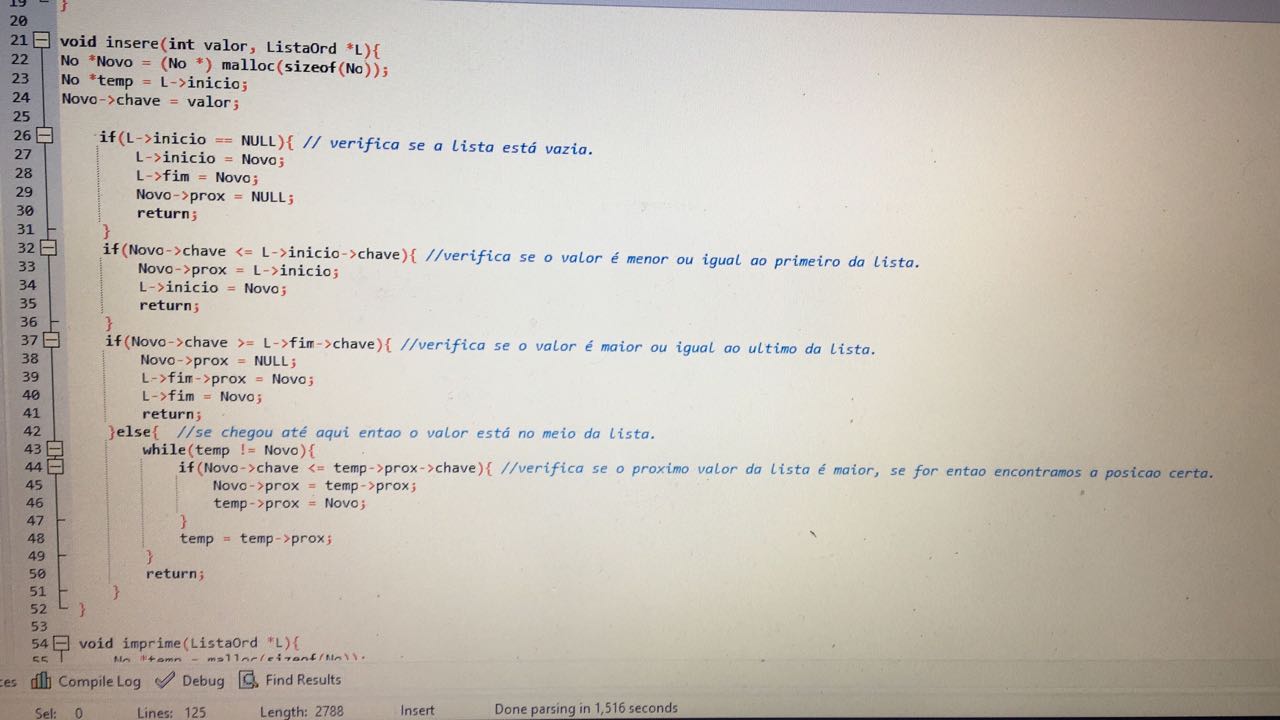 19 }
20
21 void insere(int valor, ListaOrd *L){
22 No *Novo = (No *) malloc(sizeof(No));
23 No *temp = L->inicio;
24 Novo->chave = valor;
25
26 if(L->inicio == NULL){ // verifica se a lista está vazia.
27 L->inicio = Novo;
28 L->fim = Novo;
29 Novo->prox = NULL;
30 return;
31 }
32 if(Novo->chave <= L->inicio->chave){ //verifica se o valor é menor ou igual ao primeiro da lista.
33 Novo->prox = L->inicio;
34 L->inicio = Novo;
35 return;
36 }
37 if(Novo->chave >= L->fim->chave){ //verifica se o valor é maior ou igual ao ultimo da lista.
38 Novo->prox = NULL;
39 L->fim->prox = Novo;
40 L->fim = Novo;
41 return;
42 }else{ //se chegou até aqui entao o valor está no meio da lista.
43 while(temp != Novo){
44 if(Novo->chave <= temp->prox->chave){ //verifica se o proximo valor da lista é maior, se for entao encontramos a posicao certa.
45 Novo->prox = temp->prox;
46 temp->prox = Novo;
47 }
48 temp = temp->prox;
49 }
50 return;
51 }
52 }
53
54 void imprime(ListaOrd *L){
55 No *temp = malloc(sizeof(No));
ces Compile Log Debug Find Results
Sel: 0 Lines: 125 Length: 2788 Insert Done parsing in 1,516 seconds